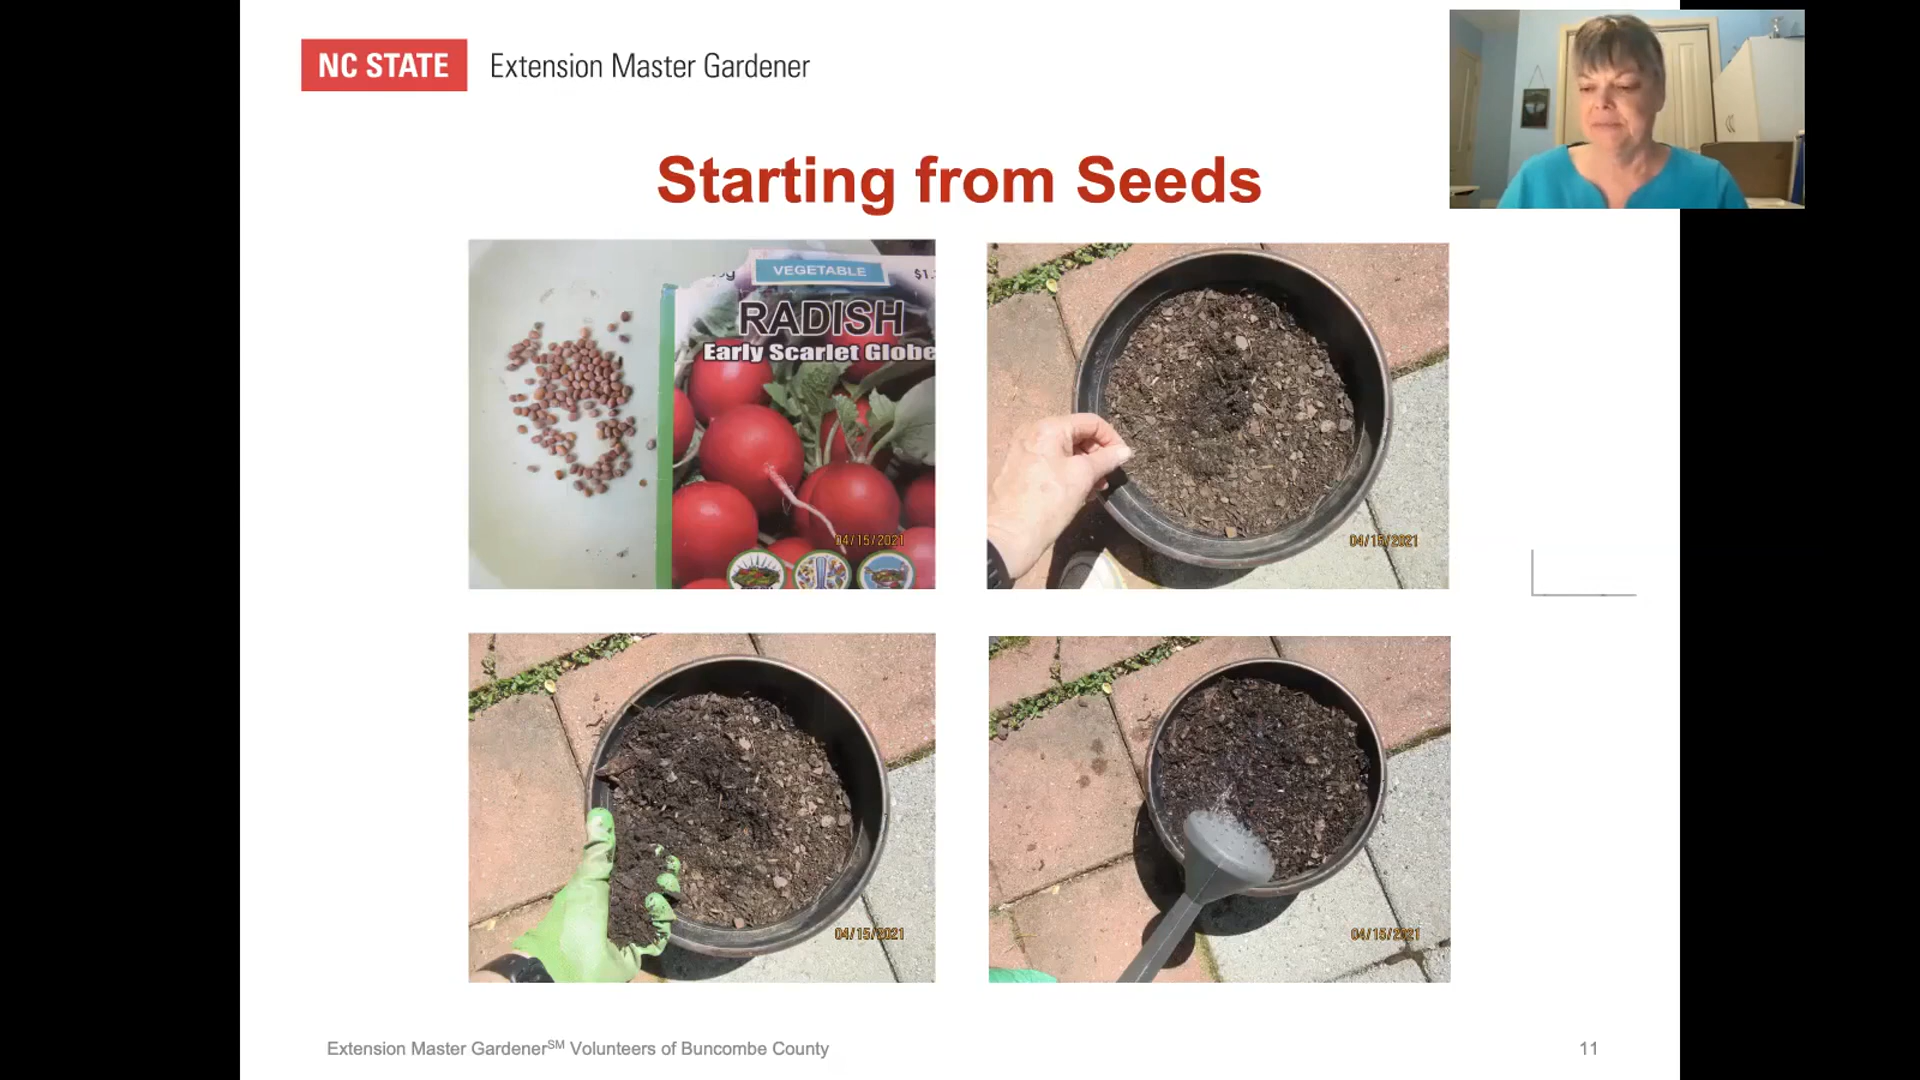 NC STATE Extension Master Gardener
Starting from Seeds
VEGETABLE
$1.
RADISH
Early Scarlet Globe
04/15/2021
04/15/2021
04/15/2021
04/15/2021
Extension Master Gardener℠ Volunteers of Buncombe County
11